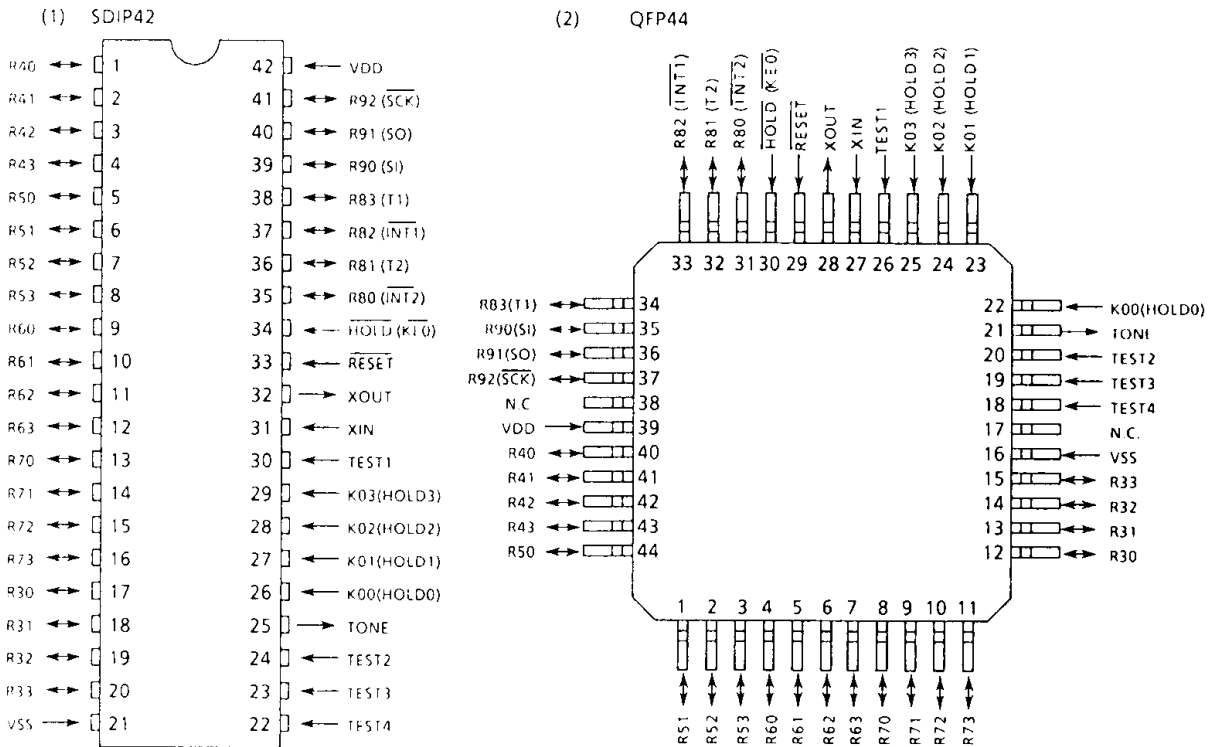 (1) SDIP42
R40 1 42 VDD
R41 2 41 R92 (SCK)
R42 3 40 R91 (SO)
R43 4 39 R90 (SI)
R50 5 38 R83 (T1)
R51 6 37 R82 (INT1)
R52 7 36 R81 (T2)
R53 8 35 R80 (INT2)
R60 9 34 HOLD (KE0)
R61 10 33 RESET
R62 11 32 XOUT
R63 12 31 XIN
R70 13 30 TEST1
R71 14 29 K03(HOLD3)
R72 15 28 K02(HOLD2)
R73 16 27 K01(HOLD1)
R30 17 26 K00(HOLD0)
R31 18 25 TONE
R32 19 24 TEST2
R33 20 23 TEST3
VSS 21 22 TEST4
(2) QFP44
R82 (INT1)
R81 (T2)
R80 (INT2)
HOLD (KE0)
RESET
XOUT
XIN
TEST1
K03 (HOLD3)
K02 (HOLD2)
K01 (HOLD1)
33 32 31 30 29 28 27 26 25 24 23
R83(T1) 34
R90(SI) 35
R91(SO) 36
R92(SCK) 37
N.C 38
VDD 39
R40 40
R41 41
R42 42
R43 43
R50 44
22 K00(HOLD0)
21 TONE
20 TEST2
19 TEST3
18 TEST4
17 N.C.
16 VSS
15 R33
14 R32
13 R31
12 R30
1 2 3 4 5 6 7 8 9 10 11
R51
R52
R53
R60
R61
R62
R63
R70
R71
R72
R73